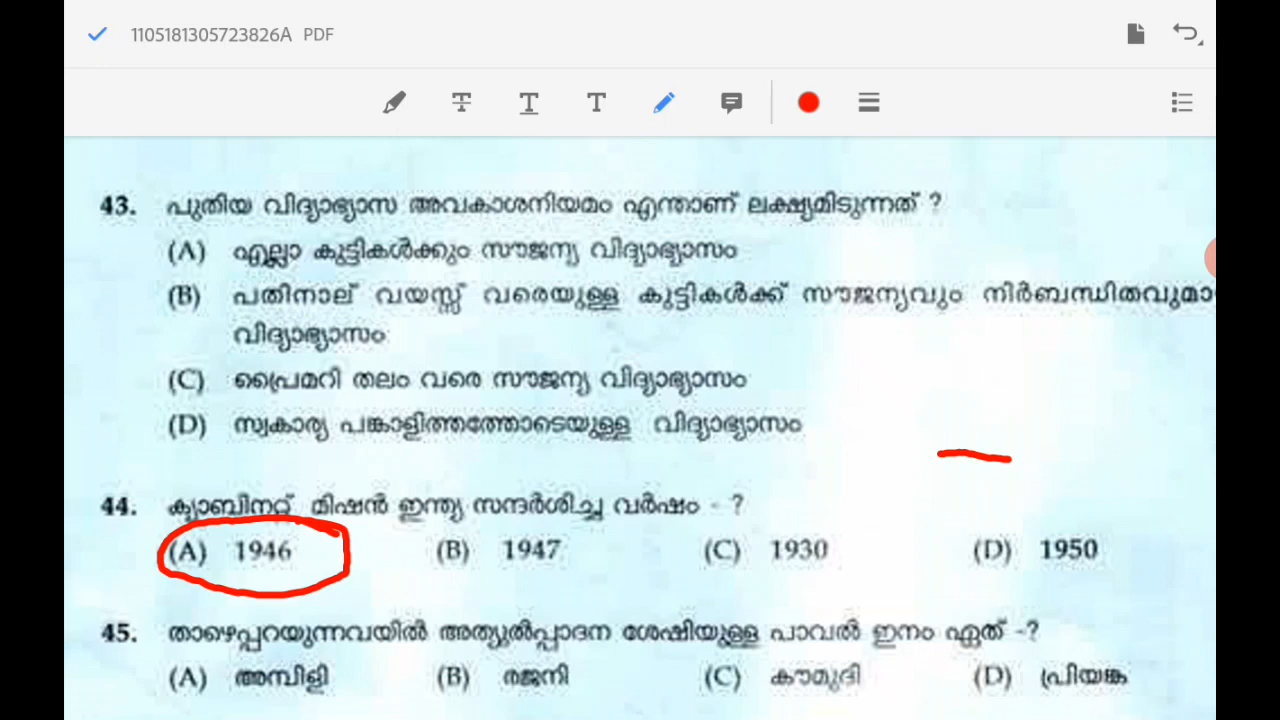 1105181305723826A PDF
43. പുതിയ വിദ്യാഭ്യാസ അവകാശനിയമം എന്താണ് ലക്ഷ്യമിടുന്നത് ?
(A) എല്ലാ കുട്ടികൾക്കും സൗജന്യ വിദ്യാഭ്യാസം
(B) പതിനാല് വയസ്സ് വരെയുള്ള കുട്ടികൾക്ക് സൗജന്യവും നിർബന്ധിതവുമാ
വിദ്യാഭ്യാസം
(C) പ്രൈമറി തലം വരെ സൗജന്യ വിദ്യാഭ്യാസം
(D) സ്വകാര്യ പങ്കാളിത്തത്തോടെയുള്ള വിദ്യാഭ്യാസം
44. ക്യാബിനറ്റ് മിഷൻ ഇന്ത്യ സന്ദർശിച്ച വർഷം - ?
(A) 1946 (B) 1947 (C) 1930 (D) 1950
45. താഴെപ്പറയുന്നവയിൽ അത്യുൽപ്പാദന ശേഷിയുള്ള പാവൽ ഇനം ഏത് -?
(A) അമ്പിളി (B) രജനി (C) കൗമുദി (D) പ്രിയങ്ക